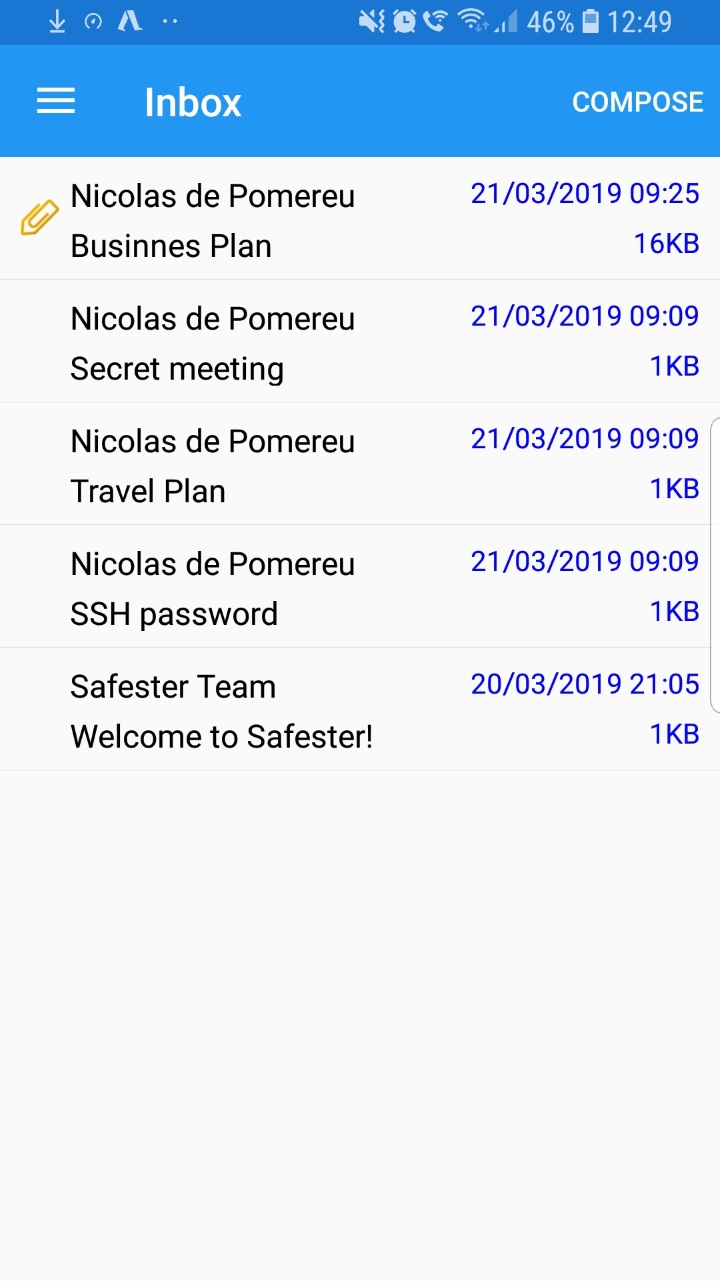 46% 12:49
Inbox COMPOSE
Nicolas de Pomereu 21/03/2019 09:25
Businnes Plan 16KB
Nicolas de Pomereu 21/03/2019 09:09
Secret meeting 1KB
Nicolas de Pomereu 21/03/2019 09:09
Travel Plan 1KB
Nicolas de Pomereu 21/03/2019 09:09
SSH password 1KB
Safester Team 20/03/2019 21:05
Welcome to Safester! 1KB